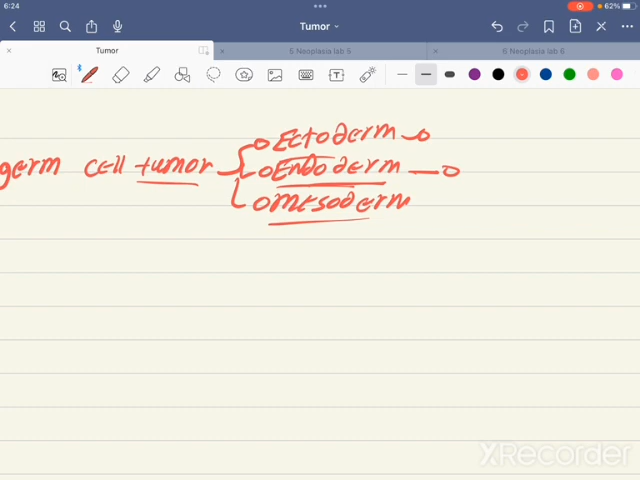 6:24
62%
Tumor
Tumor
5 Neoplasia lab 5
6 Neoplasia lab 6
Ectoderm
germ cell tumor
Endoderm
Mesoderm
XRecorder